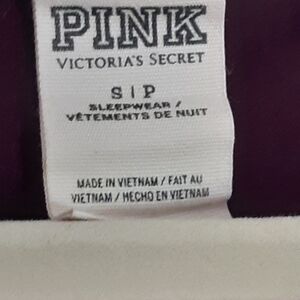 PINK
VICTORIA'S SECRET
S | P
SLEEPWEAR /
VÊTEMENTS DE NUIT
MADE IN VIETNAM / FAIT AU
VIETNAM / HECHO EN VIETNAM